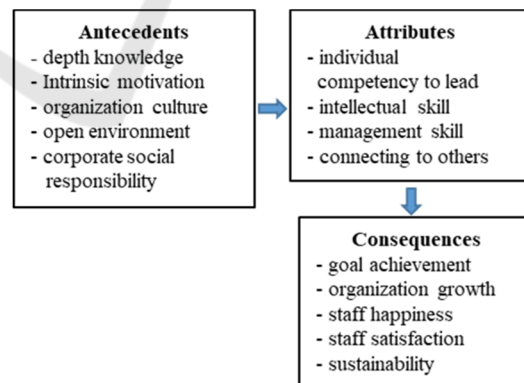 Antecedents
- depth knowledge
- Intrinsic motivation
- organization culture
- open environment
- corporate social
responsibility
Attributes
- individual
competency to lead
- intellectual skill
- management skill
- connecting to others
Consequences
- goal achievement
- organization growth
- staff happiness
- staff satisfaction
- sustainability